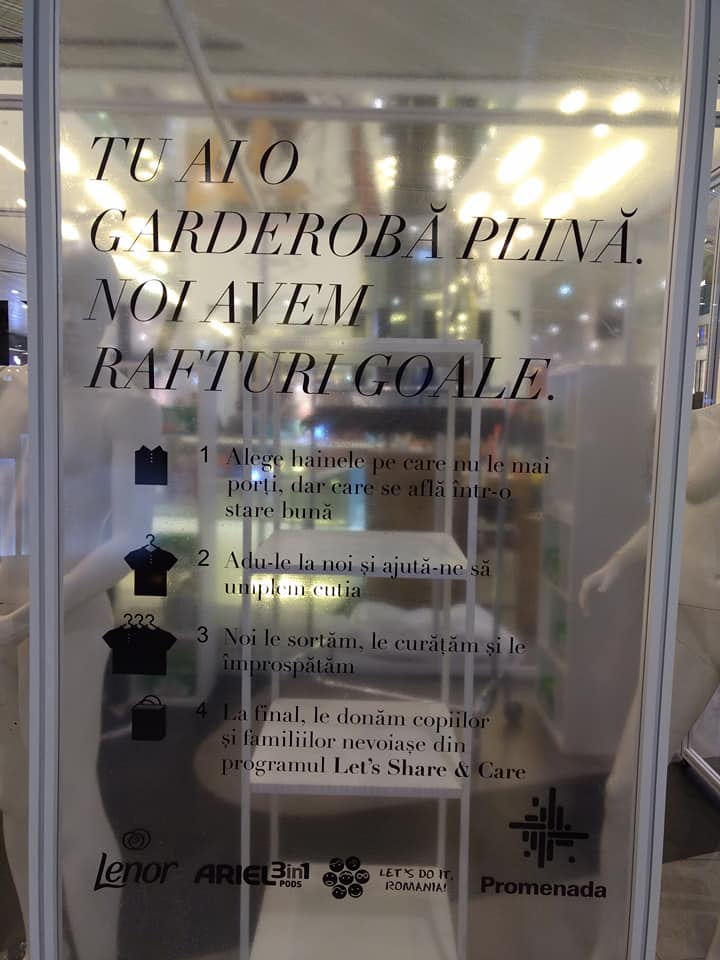 TU AI O
GARDEROBĂ PLINĂ.
NOI AVEM
RAFTURI GOALE.
1 Alege hainele pe care nu le mai
porți, dar care se află într-o
stare bună
2 Adu-le la noi și ajută-ne să
umplem cutia
3 Noi le sortăm, le curățăm și le
împrospătăm
4 La final, le donăm copiilor
și familiilor nevoiașe din
programul Let's Share & Care
Lenor
ARIEL 3in1
PODS
LET'S DO IT,
ROMANIA!
Promenada